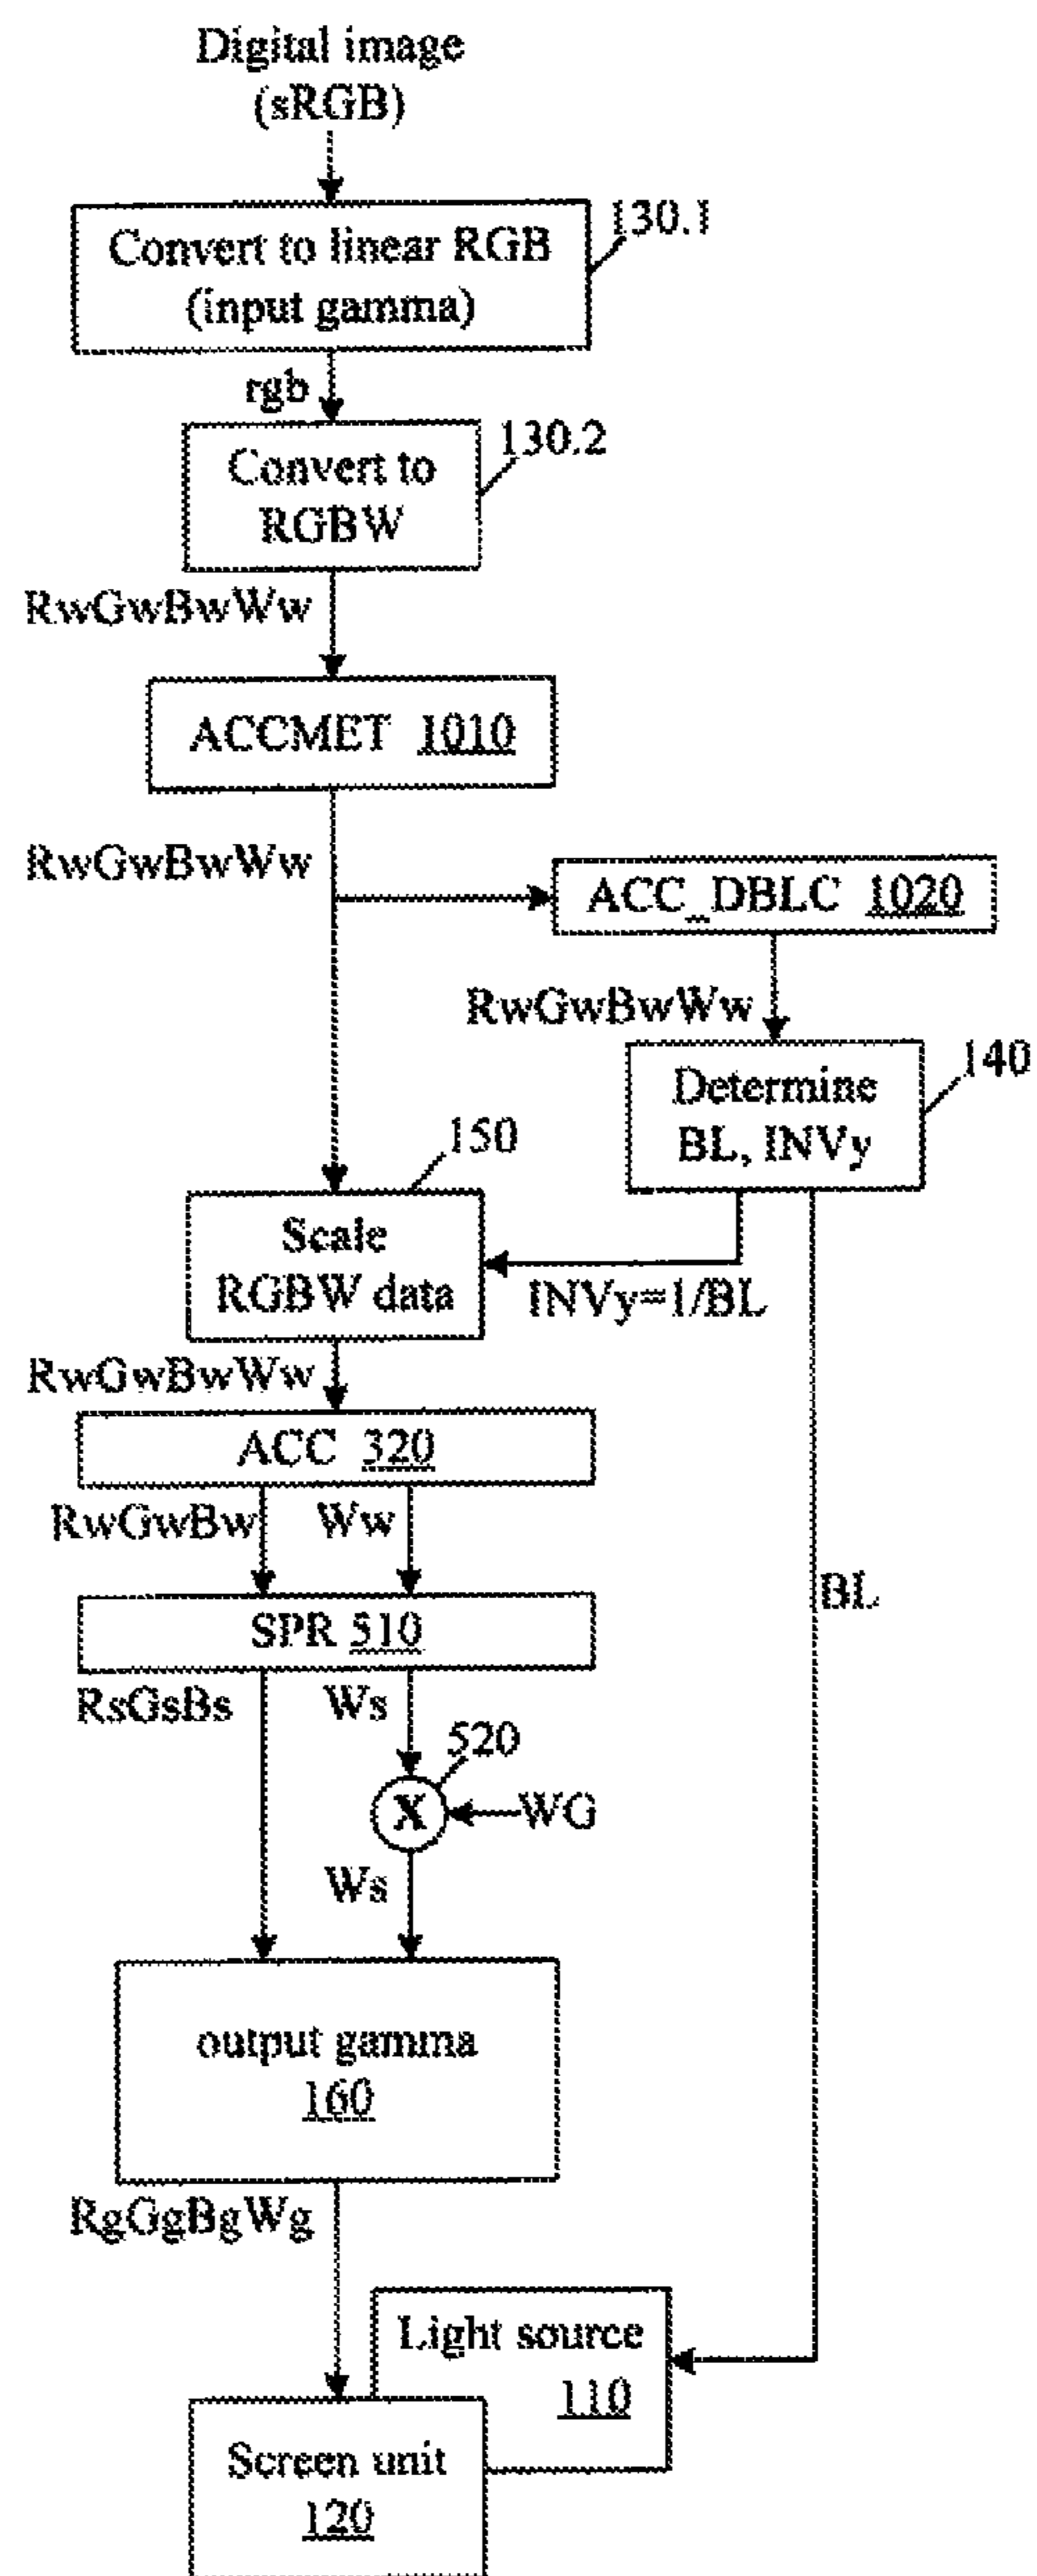 Digital image
(sRGB)
130.1
Convert to linear RGB
(input gamma)
rgb
130.2
Convert to
RGBW
RwGwBwWw
ACCMET 1010
RwGwBwWw
ACC_DBLC 1020
RwGwBwWw
140
Determine
BL, INVy
150
Scale
RGBW data
INVy=1/BL
RwGwBwWw
ACC 320
RwGwBw
Ww
BL
SPR 510
RsGsBs
Ws
520
X
WG
Ws
output gamma
160
RgGgBgWg
Light source
110
Screen unit
120